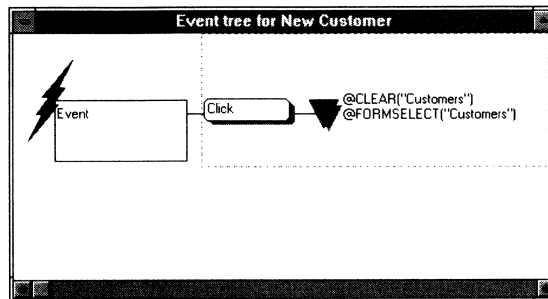 Event tree for New Customer
Event
Click
@CLEAR("Customers")
@FORMSELECT("Customers")